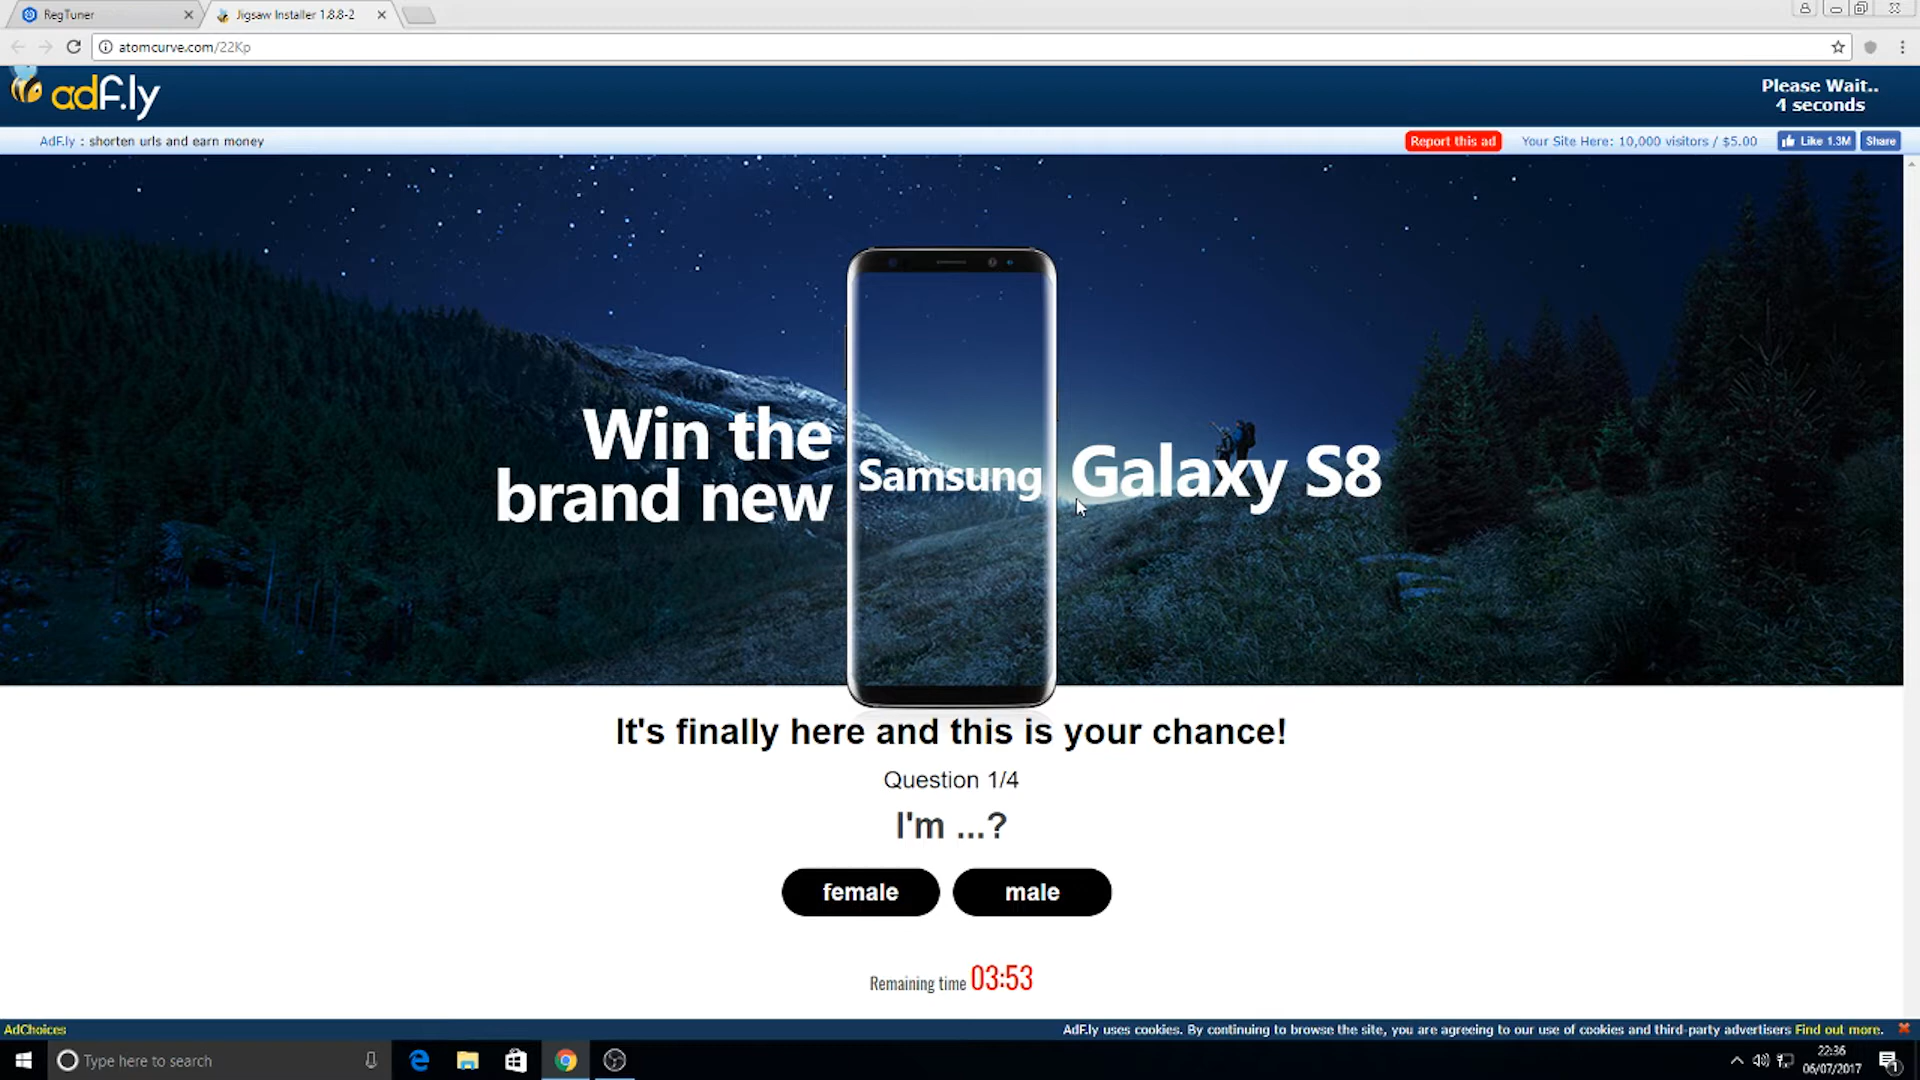 RegTuner
Jigsaw Installer 1.8.8-2
atomcurve.com/22Kp
adf.ly
Please Wait..
4 seconds
AdF.ly : shorten urls and earn money
Report this ad
Your Site Here: 10,000 visitors / $5.00
Like 1.3M
Share
Win the
brand new
Samsung
Galaxy S8
It's finally here and this is your chance!
Question 1/4
I'm ...?
female
male
Remaining time 03:53
AdChoices
AdF.ly uses cookies. By continuing to browse the site, you are agreeing to our use of cookies and third-party advertisers Find out more.
Type here to search
22:36
06/07/2017
1